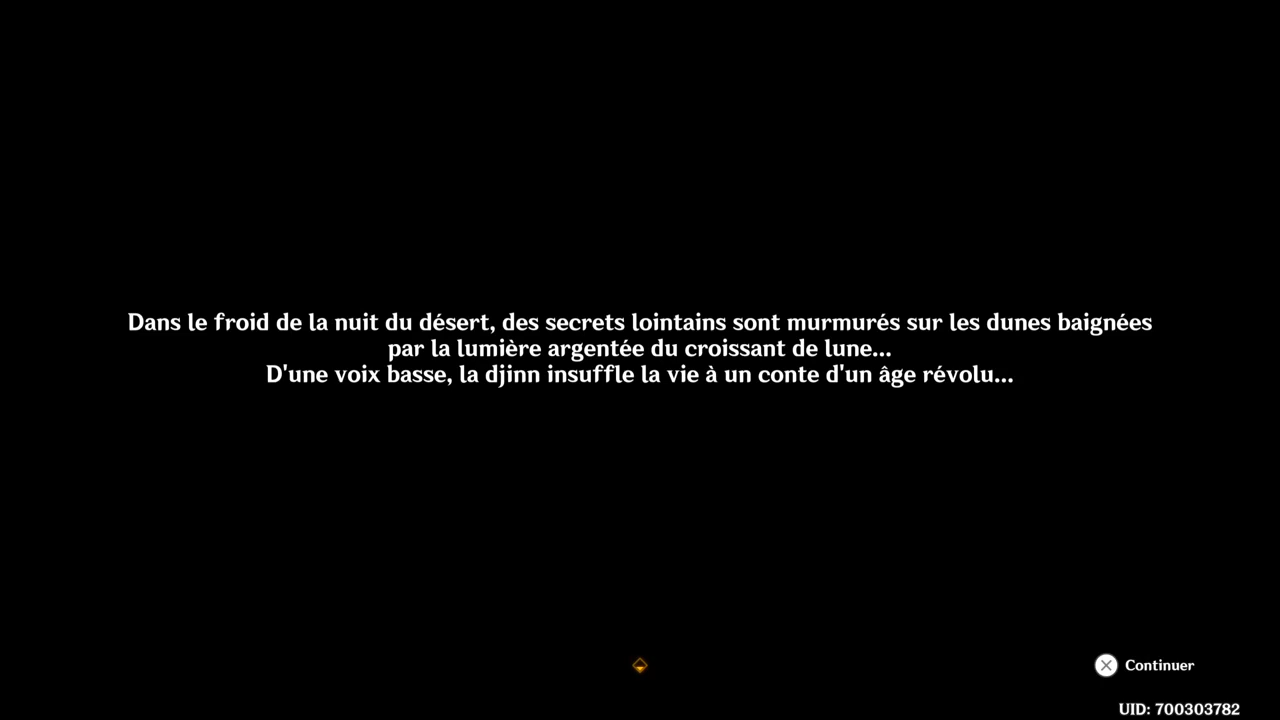 Dans le froid de la nuit du désert, des secrets lointains sont murmurés sur les dunes baignées
par la lumière argentée du croissant de lune...
D'une voix basse, la djinn insuffle la vie à un conte d'un âge révolu...
Continuer
UID: 700303782